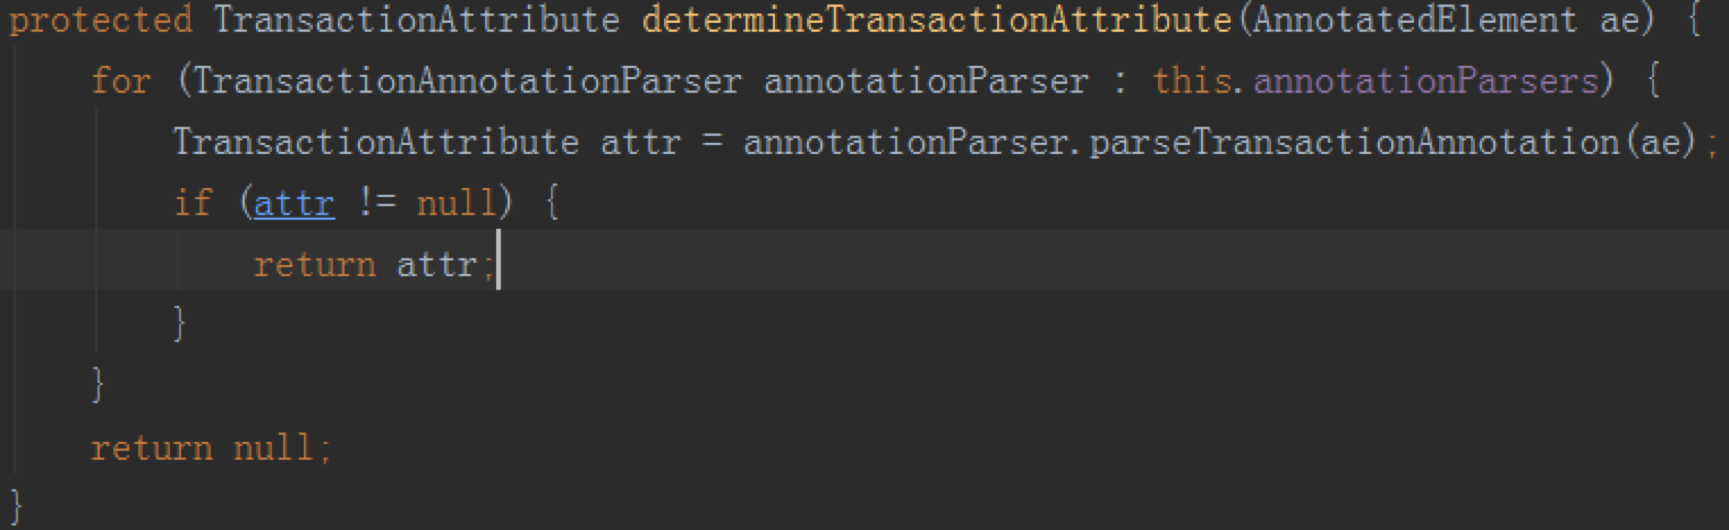 protected TransactionAttribute determineTransactionAttribute(AnnotatedElement ae) {
for (TransactionAnnotationParser annotationParser : this.annotationParsers) {
TransactionAttribute attr = annotationParser.parseTransactionAnnotation(ae);
if (attr != null) {
return attr;
}
}
return null;
}